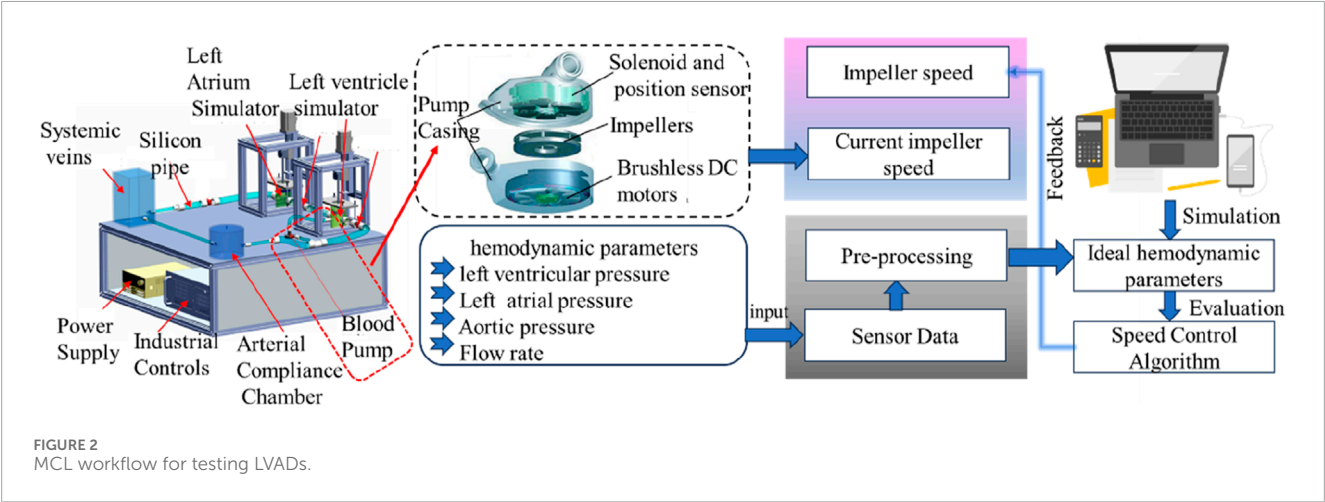 Left
Atrium
Simulator
Left ventricle
simulator
Systemic
veins
Silicon
pipe
Power
Supply
Industrial
Controls
Arterial
Compliance
Chamber
Blood
Pump
Pump
Casing
Solenoid and
position sensor
Impellers
Brushless DC
motors
hemodynamic parameters
left ventricular pressure
Left atrial pressure
Aortic pressure
Flow rate
input
Impeller speed
Current impeller
speed
Pre-processing
Sensor Data
Feedback
Simulation
Ideal hemodynamic
parameters
Evaluation
Speed Control
Algorithm
FIGURE 2
MCL workflow for testing LVADs.